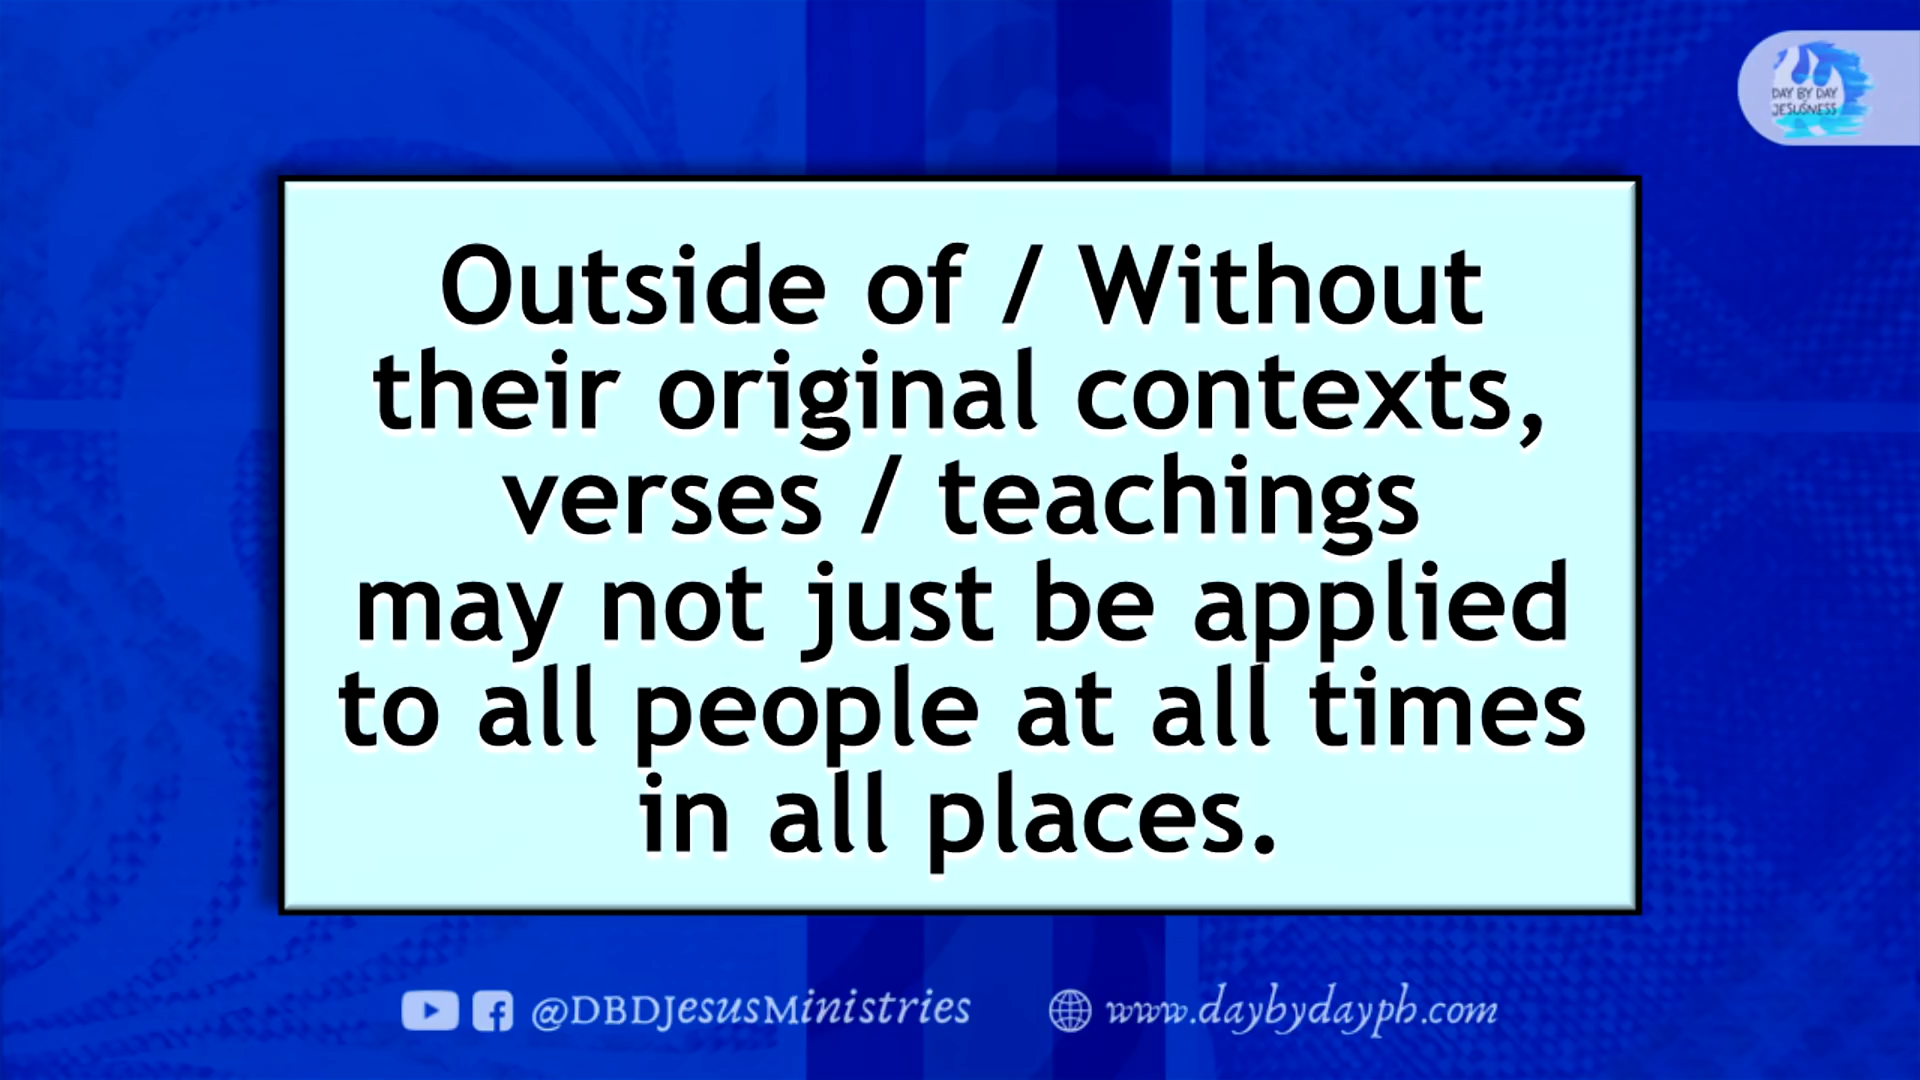 DAY BY DAY
JESUSNESS
Outside of / Without
their original contexts,
verses / teachings
may not just be applied
to all people at all times
in all places.
@DBDJesusMinistries
www.daybydayph.com